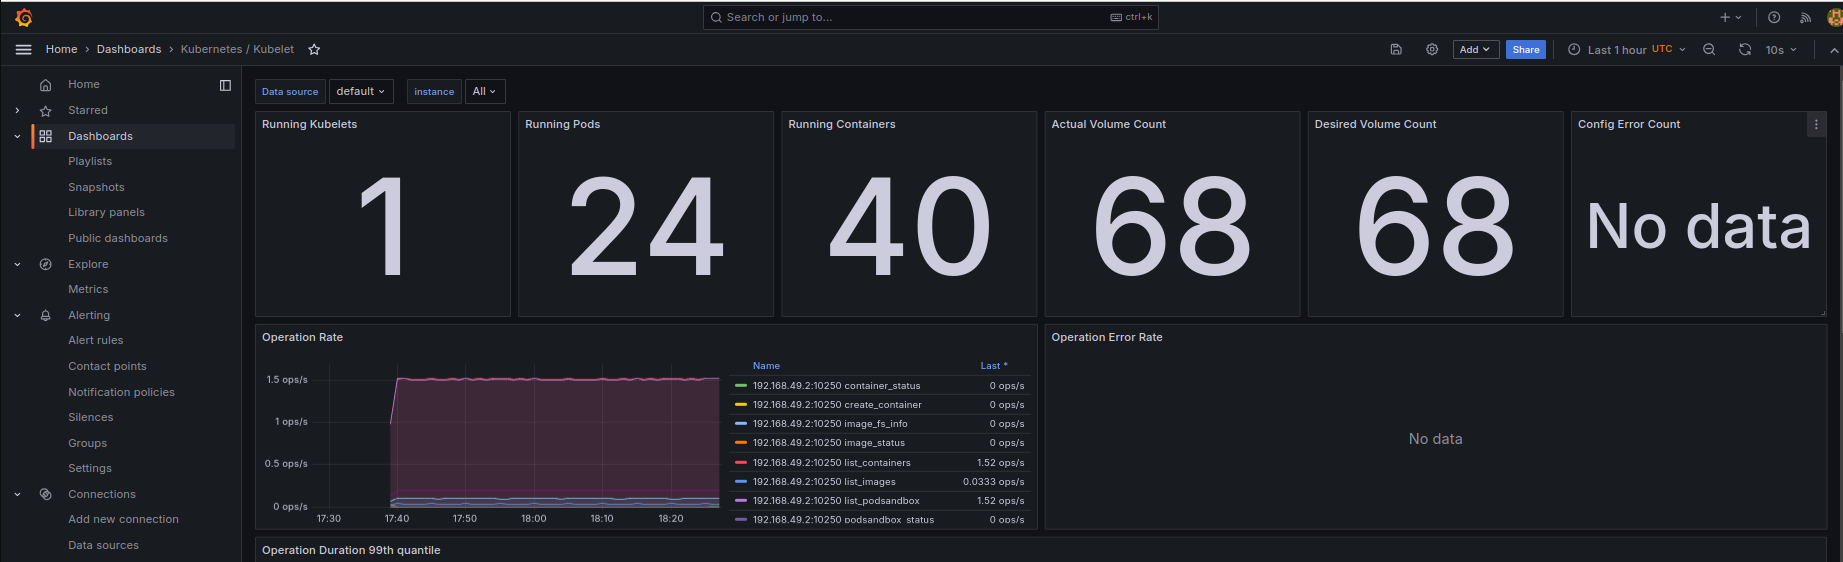 Search or jump to...
ctrl+k
Home
Dashboards
Kubernetes / Kubelet
Add
Share
Last 1 hour UTC
10s
Home
Starred
Dashboards
Playlists
Snapshots
Library panels
Public dashboards
Explore
Metrics
Alerting
Alert rules
Contact points
Notification policies
Silences
Groups
Settings
Connections
Add new connection
Data sources
Data source
default
instance
All
Running Kubelets
1
Running Pods
24
Running Containers
40
Actual Volume Count
68
Desired Volume Count
68
Config Error Count
No data
Operation Rate
1.5 ops/s
1 ops/s
0.5 ops/s
0 ops/s
17:30 17:40 17:50 18:00 18:10 18:20
Name Last *
192.168.49.2:10250 container_status 0 ops/s
192.168.49.2:10250 create_container 0 ops/s
192.168.49.2:10250 image_fs_info 0 ops/s
192.168.49.2:10250 image_status 0 ops/s
192.168.49.2:10250 list_containers 1.52 ops/s
192.168.49.2:10250 list_images 0.0333 ops/s
192.168.49.2:10250 list_podsandbox 1.52 ops/s
192.168.49.2:10250 podsandbox_status 0 ops/s
Operation Error Rate
No data
Operation Duration 99th quantile